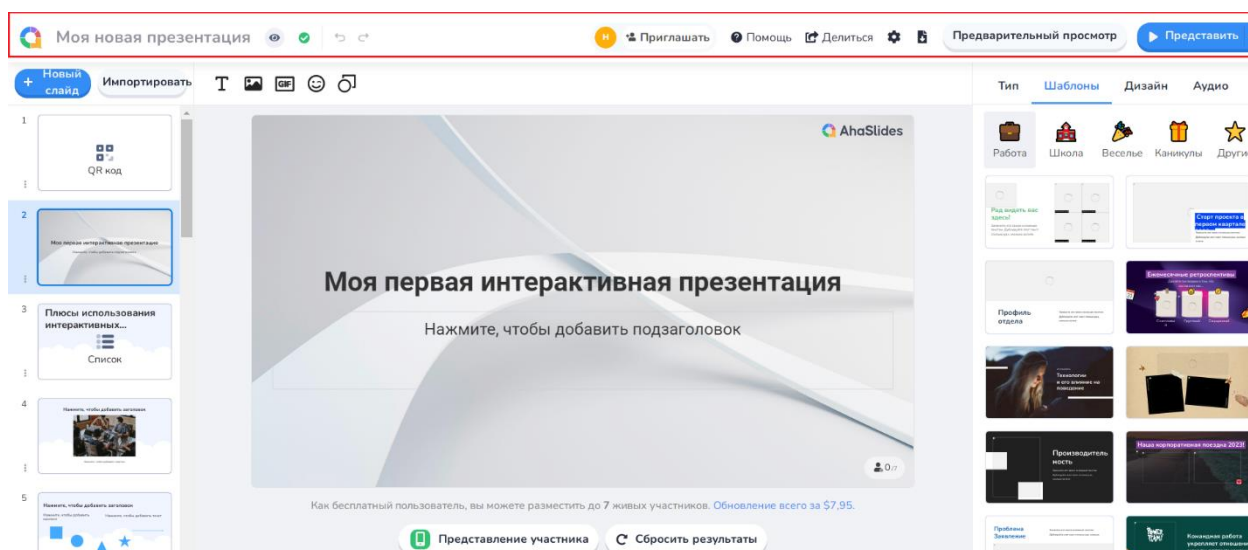 Моя новая презентация
Н
Приглашать
Помощь
Делиться
Предварительный просмотр
Представить
+ Новый
слайд
Импортировать
T
GIF
Тип
Шаблоны
Дизайн
Аудио
Работа
Школа
Веселье
Каникулы
Другие
1
QR код
2
Моя первая интерактивная презентация
3
Плюсы использования
интерактивных...
Список
4
Нажмите, чтобы добавить заголовок
5
Нажмите, чтобы добавить заголовок
AhaSlides
Моя первая интерактивная презентация
Нажмите, чтобы добавить подзаголовок
0/7
Как бесплатный пользователь, вы можете разместить до 7 живых участников. Обновление всего за $7,95.
Представление участника
Сбросить результаты
Рад видеть вас
здесь!
Старт проекта в
первом квартале
Профиль
отдела
Ежемесячные ретроспективы
Технологии
и его влияние на
поведение
Производитель
ность
Наша корпоративная поездка 2023!
Проблема
Заявление
Командная работа
укрепляет отношения